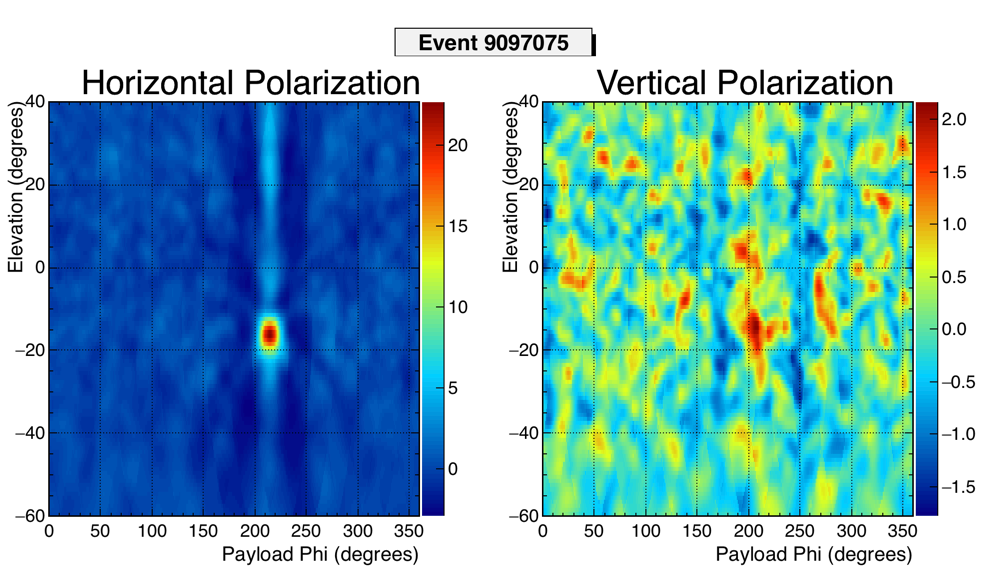 Event 9097075
Horizontal Polarization
Elevation (degrees)
40
20
0
−20
−40
−60
0 50 100 150 200 250 300 350
Payload Phi (degrees)
20
15
10
5
0
Vertical Polarization
Elevation (degrees)
40
20
0
−20
−40
−60
0 50 100 150 200 250 300 350
Payload Phi (degrees)
2.0
1.5
1.0
0.5
0.0
−0.5
−1.0
−1.5